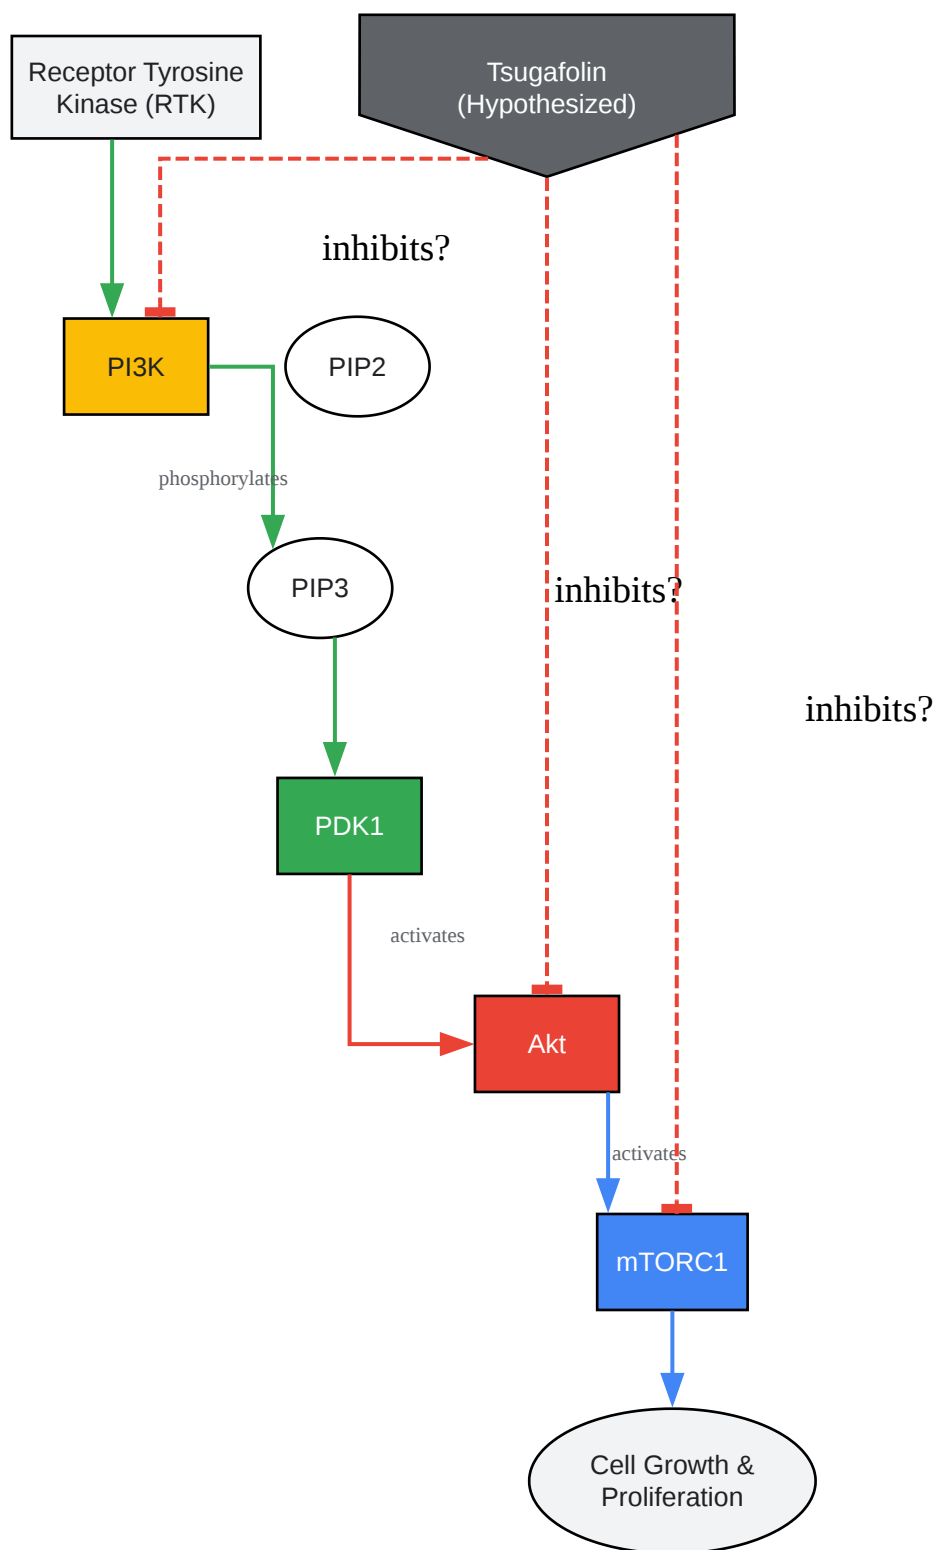 Receptor Tyrosine
Kinase (RTK)
Tsugafolin
(Hypothesized)
inhibits?
PI3K
PIP2
phosphorylates
PIP3
inhibits?
inhibits?
PDK1
activates
Akt
activates
mTORC1
Cell Growth &
Proliferation